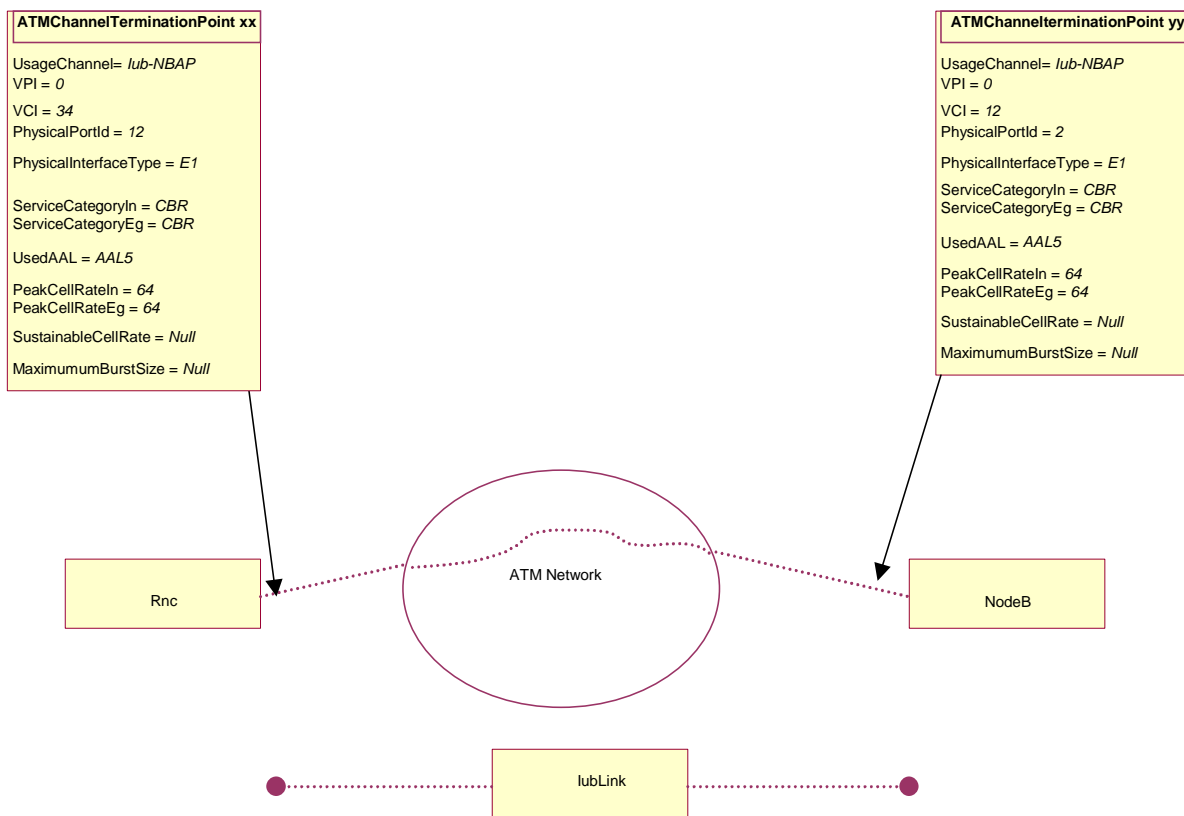 ATMChannelTerminationPoint xx
UsageChannel= Iub-NBAP
VPI = 0
VCI = 34
PhysicalPortId = 12
PhysicalInterfaceType = E1
ServiceCategoryIn = CBR
ServiceCategoryEg = CBR
UsedAAL = AAL5
PeakCellRateIn = 64
PeakCellRateEg = 64
SustainableCellRate = Null
MaximumumBurstSize = Null
ATMChannelterminationPoint yy
UsageChannel= Iub-NBAP
VPI = 0
VCI = 12
PhysicalPortId = 2
PhysicalInterfaceType = E1
ServiceCategoryIn = CBR
ServiceCategoryEg = CBR
UsedAAL = AAL5
PeakCellRateIn = 64
PeakCellRateEg = 64
SustainableCellRate = Null
MaximumumBurstSize = Null
ATM Network
Rnc
NodeB
IubLink